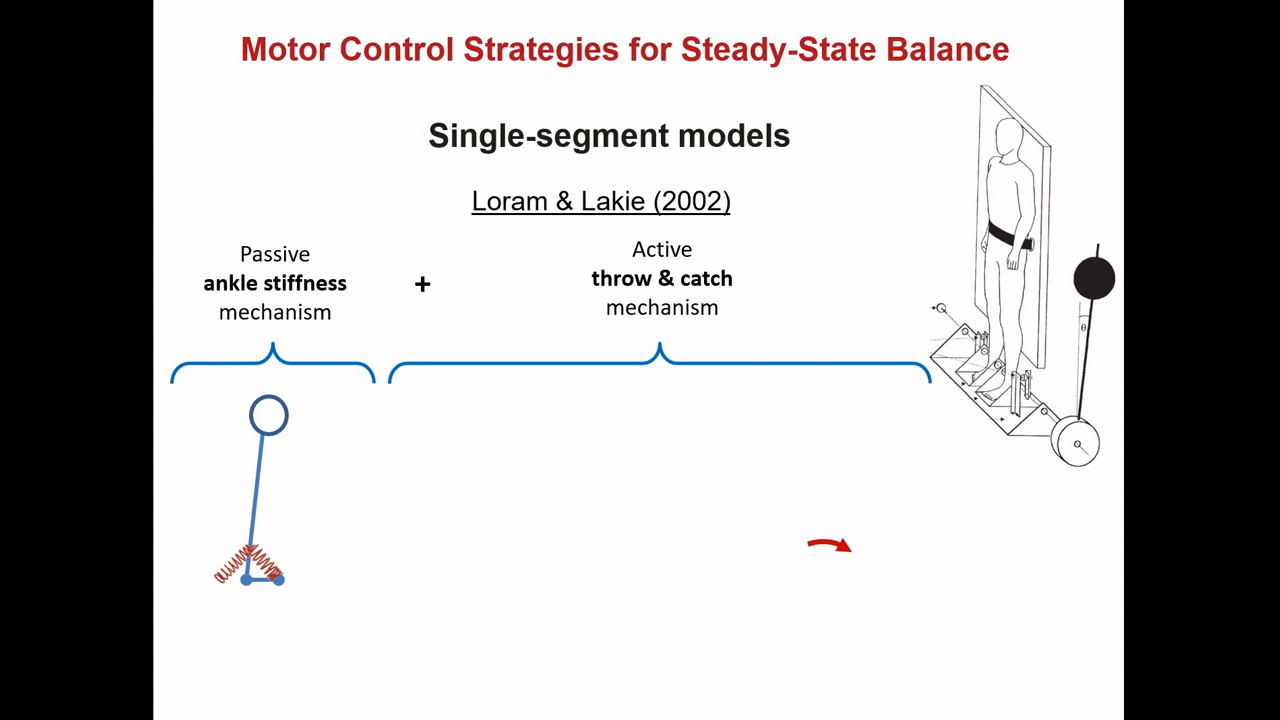 Motor Control Strategies for Steady-State Balance
Single-segment models
Loram & Lakie (2002)
Passive
ankle stiffness
mechanism
+
Active
throw & catch
mechanism
θ